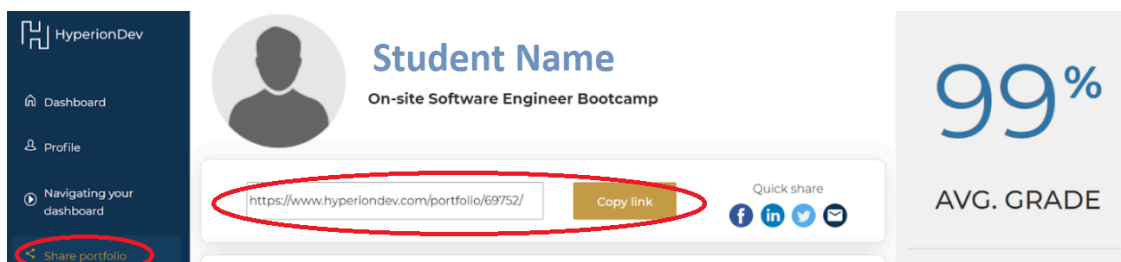 HyperionDev
Dashboard
Profile
Navigating your
dashboard
Share portfolio
Student Name
On-site Software Engineer Bootcamp
https://www.hyperiondev.com/portfolio/69752/
Copy link
Quick share
99%
AVG. GRADE